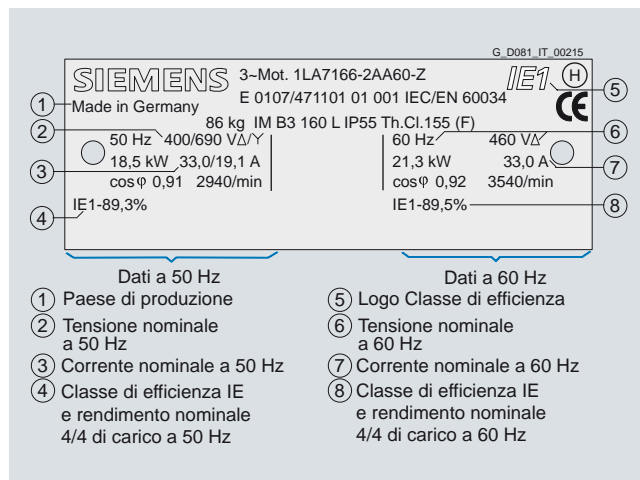 G_D081_IT_00215
SIEMENS 3~Mot. 1LA7166-2AA60-Z IE1 H
1 Made in Germany E 0107/471101 01 001 IEC/EN 60034 CE 5
86 kg IM B3 160 L IP55 Th.Cl.155 (F)
2 50 Hz 400/690 VΔ/Y 60 Hz 460 VΔ 6
3 18,5 kW 33,0/19,1 A 21,3 kW 33,0 A 7
cosφ 0,91 2940/min cosφ 0,92 3540/min
4 IE1-89,3% IE1-89,5% 8
Dati a 50 Hz Dati a 60 Hz
1 Paese di produzione
2 Tensione nominale
a 50 Hz
3 Corrente nominale a 50 Hz
4 Classe di efficienza IE
e rendimento nominale
4/4 di carico a 50 Hz
5 Logo Classe di efficienza
6 Tensione nominale
a 60 Hz
7 Corrente nominale a 60 Hz
8 Classe di efficienza IE
e rendimento nominale
4/4 di carico a 60 Hz